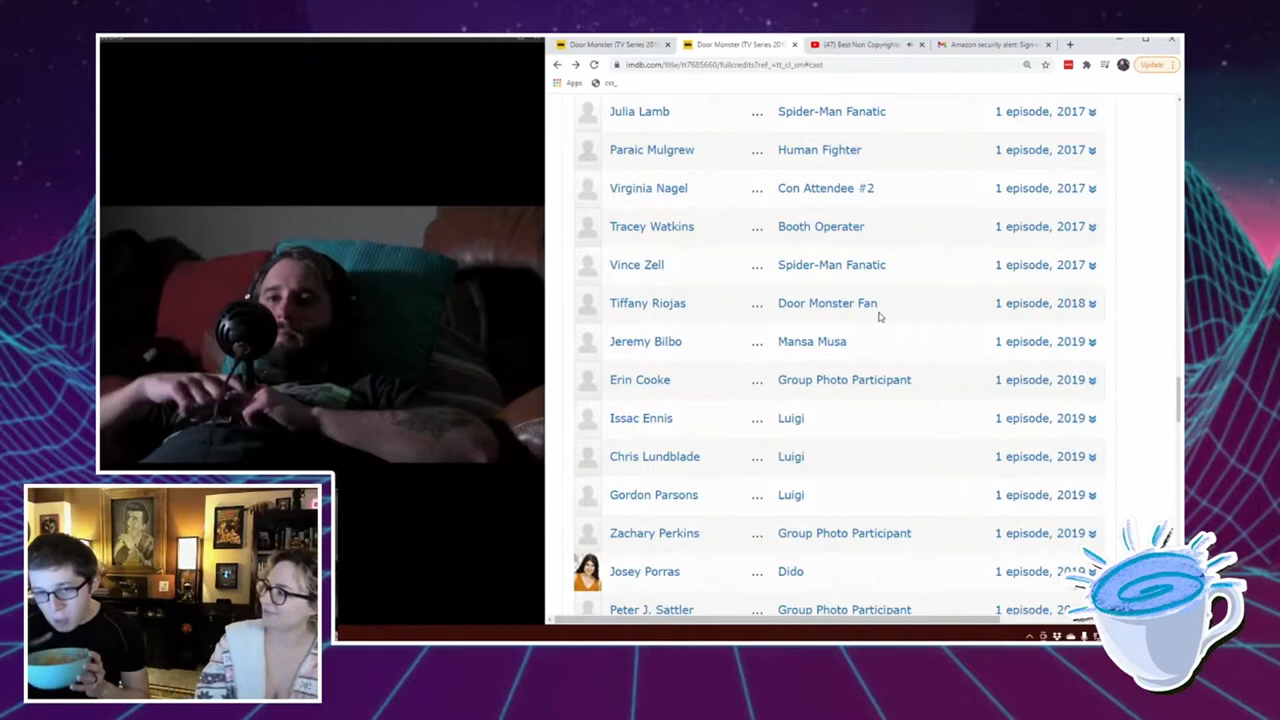 Door Monster (TV Series 201
Door Monster (TV Series 201
(47) Best Non Copyrighte
Amazon security alert: Sign-
imdb.com/title/tt7685660/fullcredits?ref_=tt_cl_sm#cast
Update
Apps
css_
Julia Lamb ... Spider-Man Fanatic 1 episode, 2017
Paraic Mulgrew ... Human Fighter 1 episode, 2017
Virginia Nagel ... Con Attendee #2 1 episode, 2017
Tracey Watkins ... Booth Operater 1 episode, 2017
Vince Zell ... Spider-Man Fanatic 1 episode, 2017
Tiffany Riojas ... Door Monster Fan 1 episode, 2018
Jeremy Bilbo ... Mansa Musa 1 episode, 2019
Erin Cooke ... Group Photo Participant 1 episode, 2019
Issac Ennis ... Luigi 1 episode, 2019
Chris Lundblade ... Luigi 1 episode, 2019
Gordon Parsons ... Luigi 1 episode, 2019
Zachary Perkins ... Group Photo Participant 1 episode, 2019
Josey Porras ... Dido 1 episode, 2019
Peter J. Sattler ... Group Photo Participant 1 episode